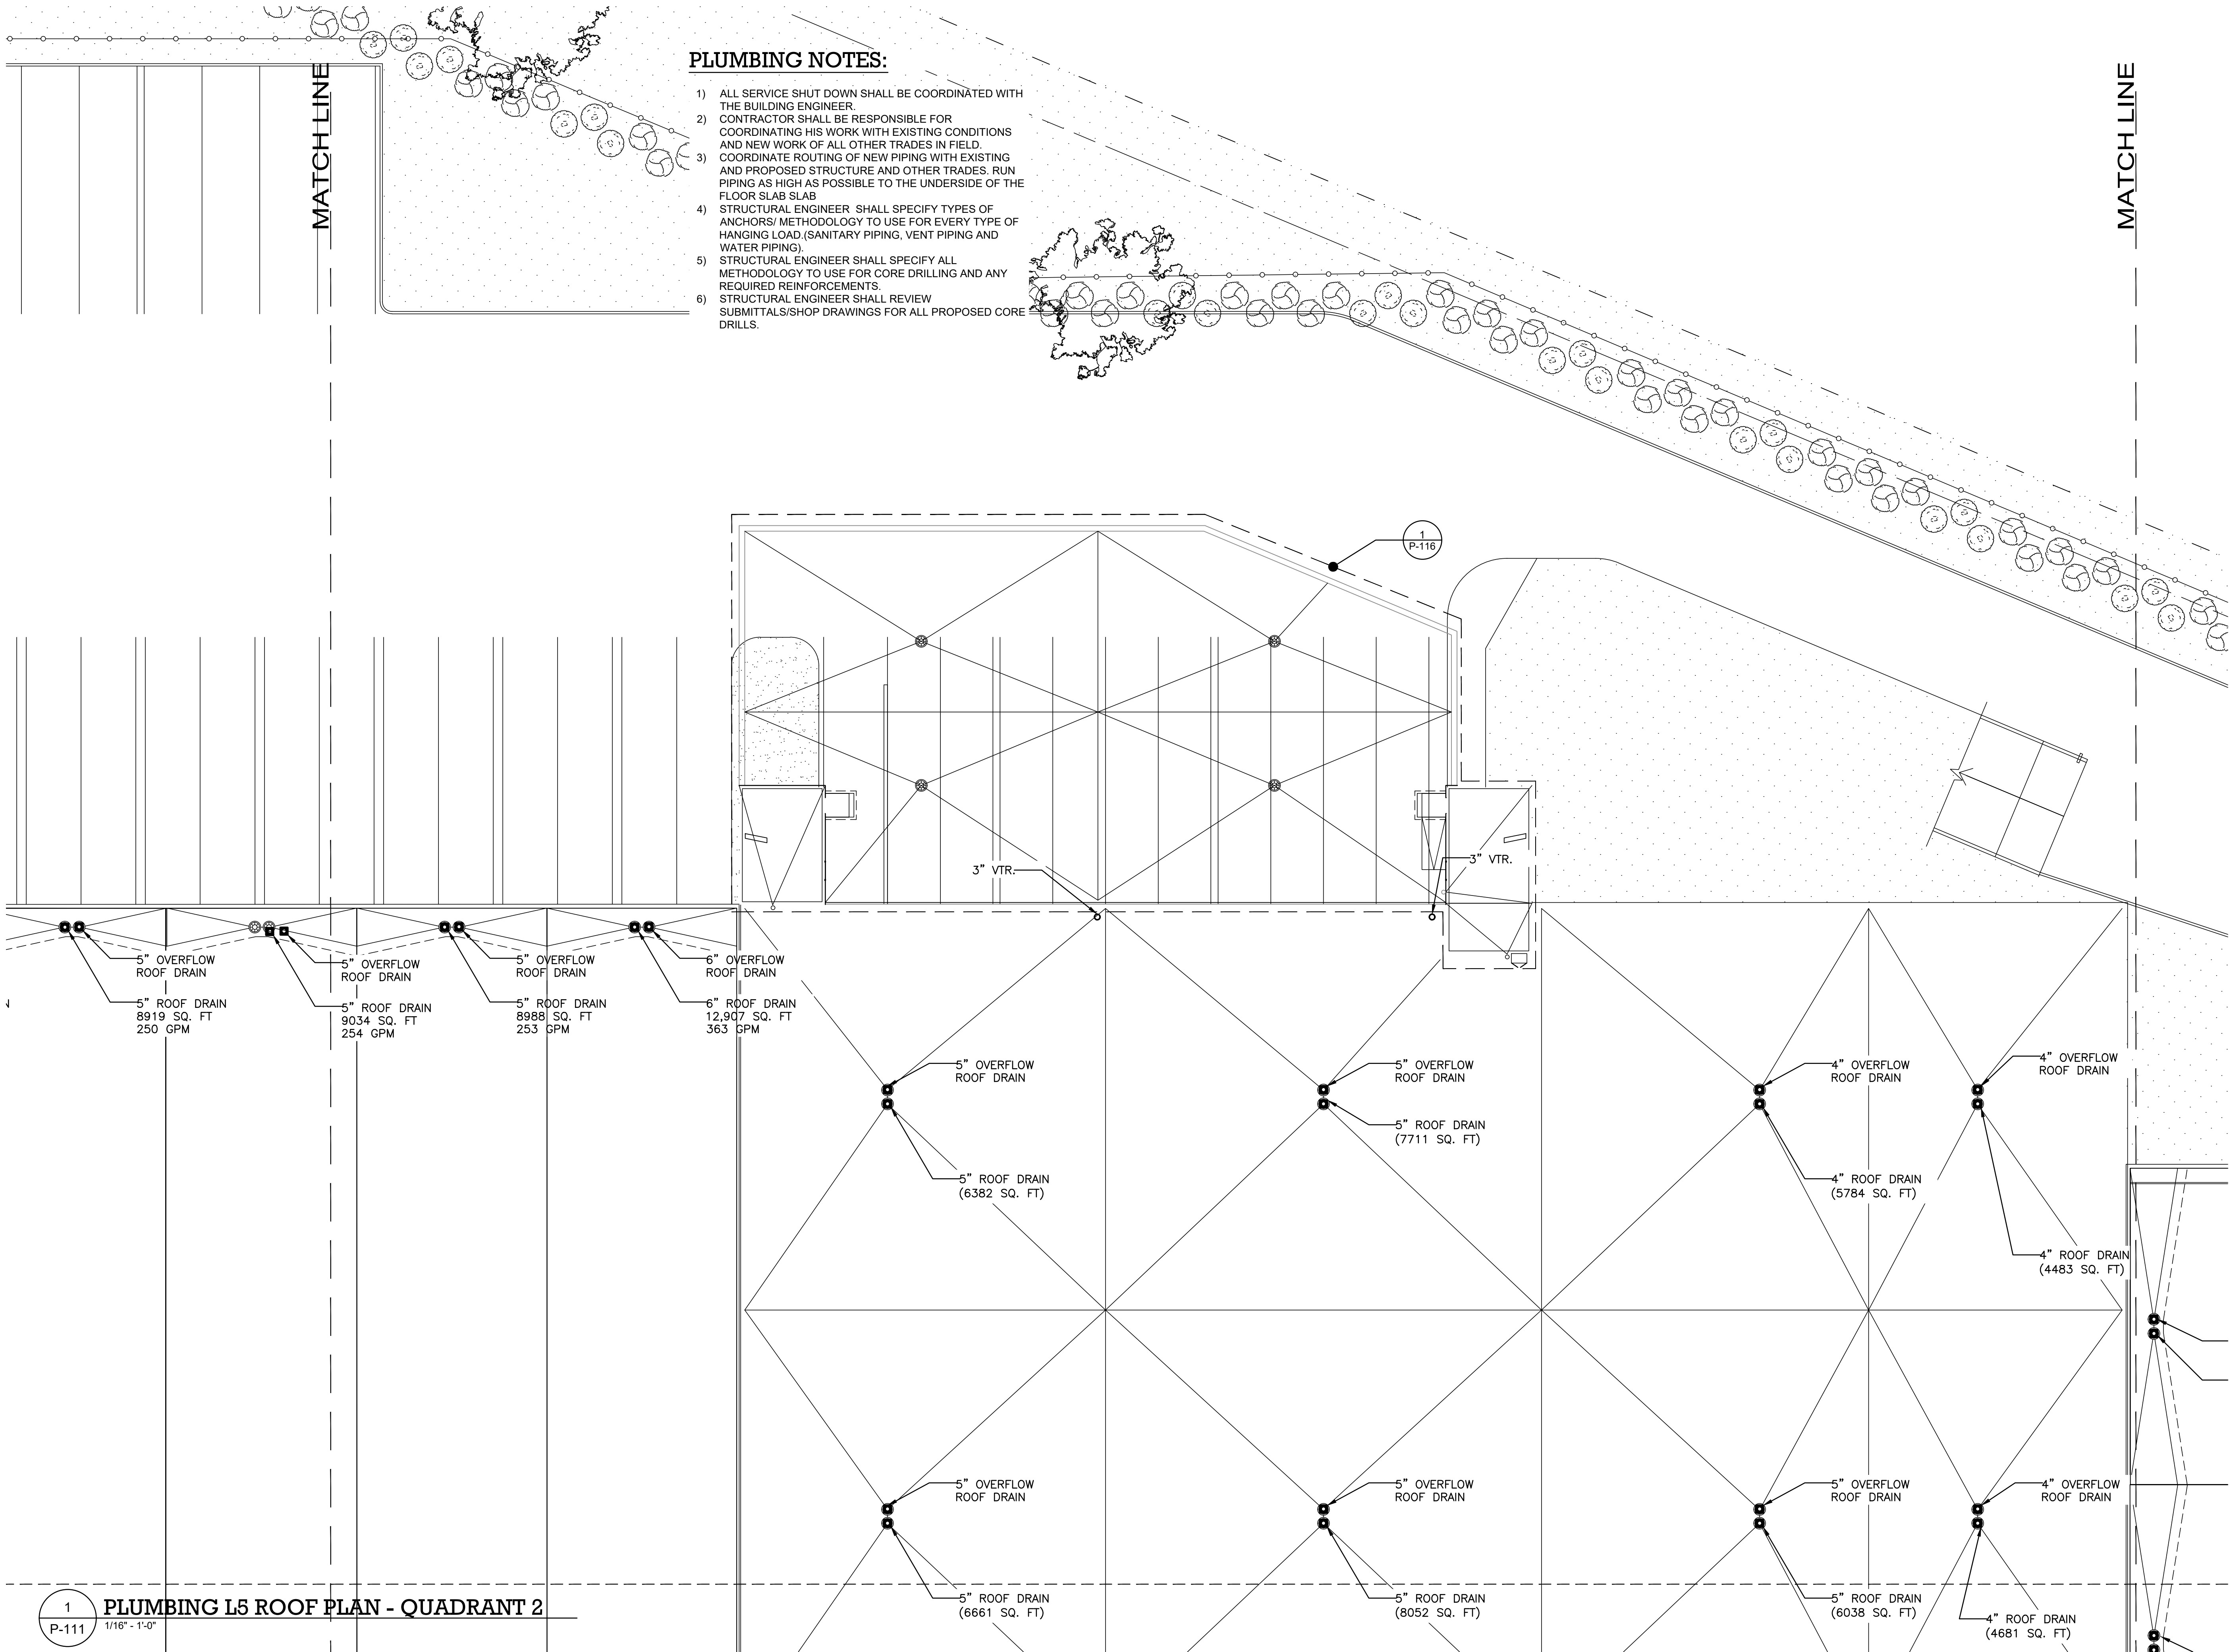 MATCH LINE
MATCH LINE
PLUMBING NOTES:
1) ALL SERVICE SHUT DOWN SHALL BE COORDINATED WITH
THE BUILDING ENGINEER.
2) CONTRACTOR SHALL BE RESPONSIBLE FOR
COORDINATING HIS WORK WITH EXISTING CONDITIONS
AND NEW WORK OF ALL OTHER TRADES IN FIELD.
3) COORDINATE ROUTING OF NEW PIPING WITH EXISTING
AND PROPOSED STRUCTURE AND OTHER TRADES. RUN
PIPING AS HIGH AS POSSIBLE TO THE UNDERSIDE OF THE
FLOOR SLAB SLAB
4) STRUCTURAL ENGINEER SHALL SPECIFY TYPES OF
ANCHORS/ METHODOLOGY TO USE FOR EVERY TYPE OF
HANGING LOAD.(SANITARY PIPING, VENT PIPING AND
WATER PIPING).
5) STRUCTURAL ENGINEER SHALL SPECIFY ALL
METHODOLOGY TO USE FOR CORE DRILLING AND ANY
REQUIRED REINFORCEMENTS.
6) STRUCTURAL ENGINEER SHALL REVIEW
SUBMITTALS/SHOP DRAWINGS FOR ALL PROPOSED CORE
DRILLS.
1
P-116
3" VTR.
3" VTR.
5" OVERFLOW
ROOF DRAIN
5" ROOF DRAIN
8919 SQ. FT
250 GPM
5" OVERFLOW
ROOF DRAIN
5" ROOF DRAIN
9034 SQ. FT
254 GPM
5" OVERFLOW
ROOF DRAIN
5" ROOF DRAIN
8988 SQ. FT
253 GPM
6" OVERFLOW
ROOF DRAIN
6" ROOF DRAIN
12,907 SQ. FT
363 GPM
N
5" OVERFLOW
ROOF DRAIN
5" ROOF DRAIN
(6382 SQ. FT)
5" OVERFLOW
ROOF DRAIN
5" ROOF DRAIN
(7711 SQ. FT)
4" OVERFLOW
ROOF DRAIN
4" ROOF DRAIN
(5784 SQ. FT)
4" OVERFLOW
ROOF DRAIN
4" ROOF DRAIN
(4483 SQ. FT)
5" OVERFLOW
ROOF DRAIN
5" ROOF DRAIN
(6661 SQ. FT)
5" OVERFLOW
ROOF DRAIN
5" ROOF DRAIN
(8052 SQ. FT)
5" OVERFLOW
ROOF DRAIN
5" ROOF DRAIN
(6038 SQ. FT)
4" OVERFLOW
ROOF DRAIN
4" ROOF DRAIN
(4681 SQ. FT)
1
P-111
PLUMBING L5 ROOF PLAN - QUADRANT 2
1/16" - 1'-0"